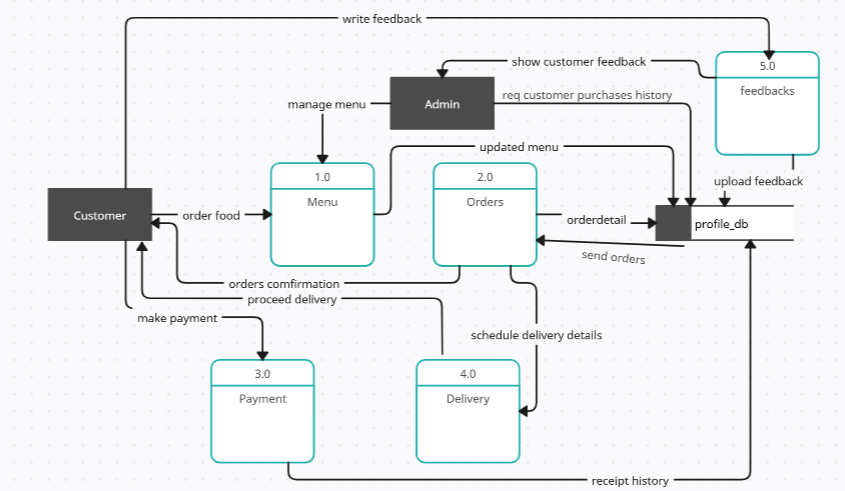 write feedback
show customer feedback
5.0
feedbacks
manage menu
Admin
req customer purchases history
updated menu
1.0
Menu
2.0
Orders
upload feedback
Customer
order food
orderdetail
profile_db
send orders
orders comfirmation
proceed delivery
make payment
schedule delivery details
3.0
Payment
4.0
Delivery
receipt history